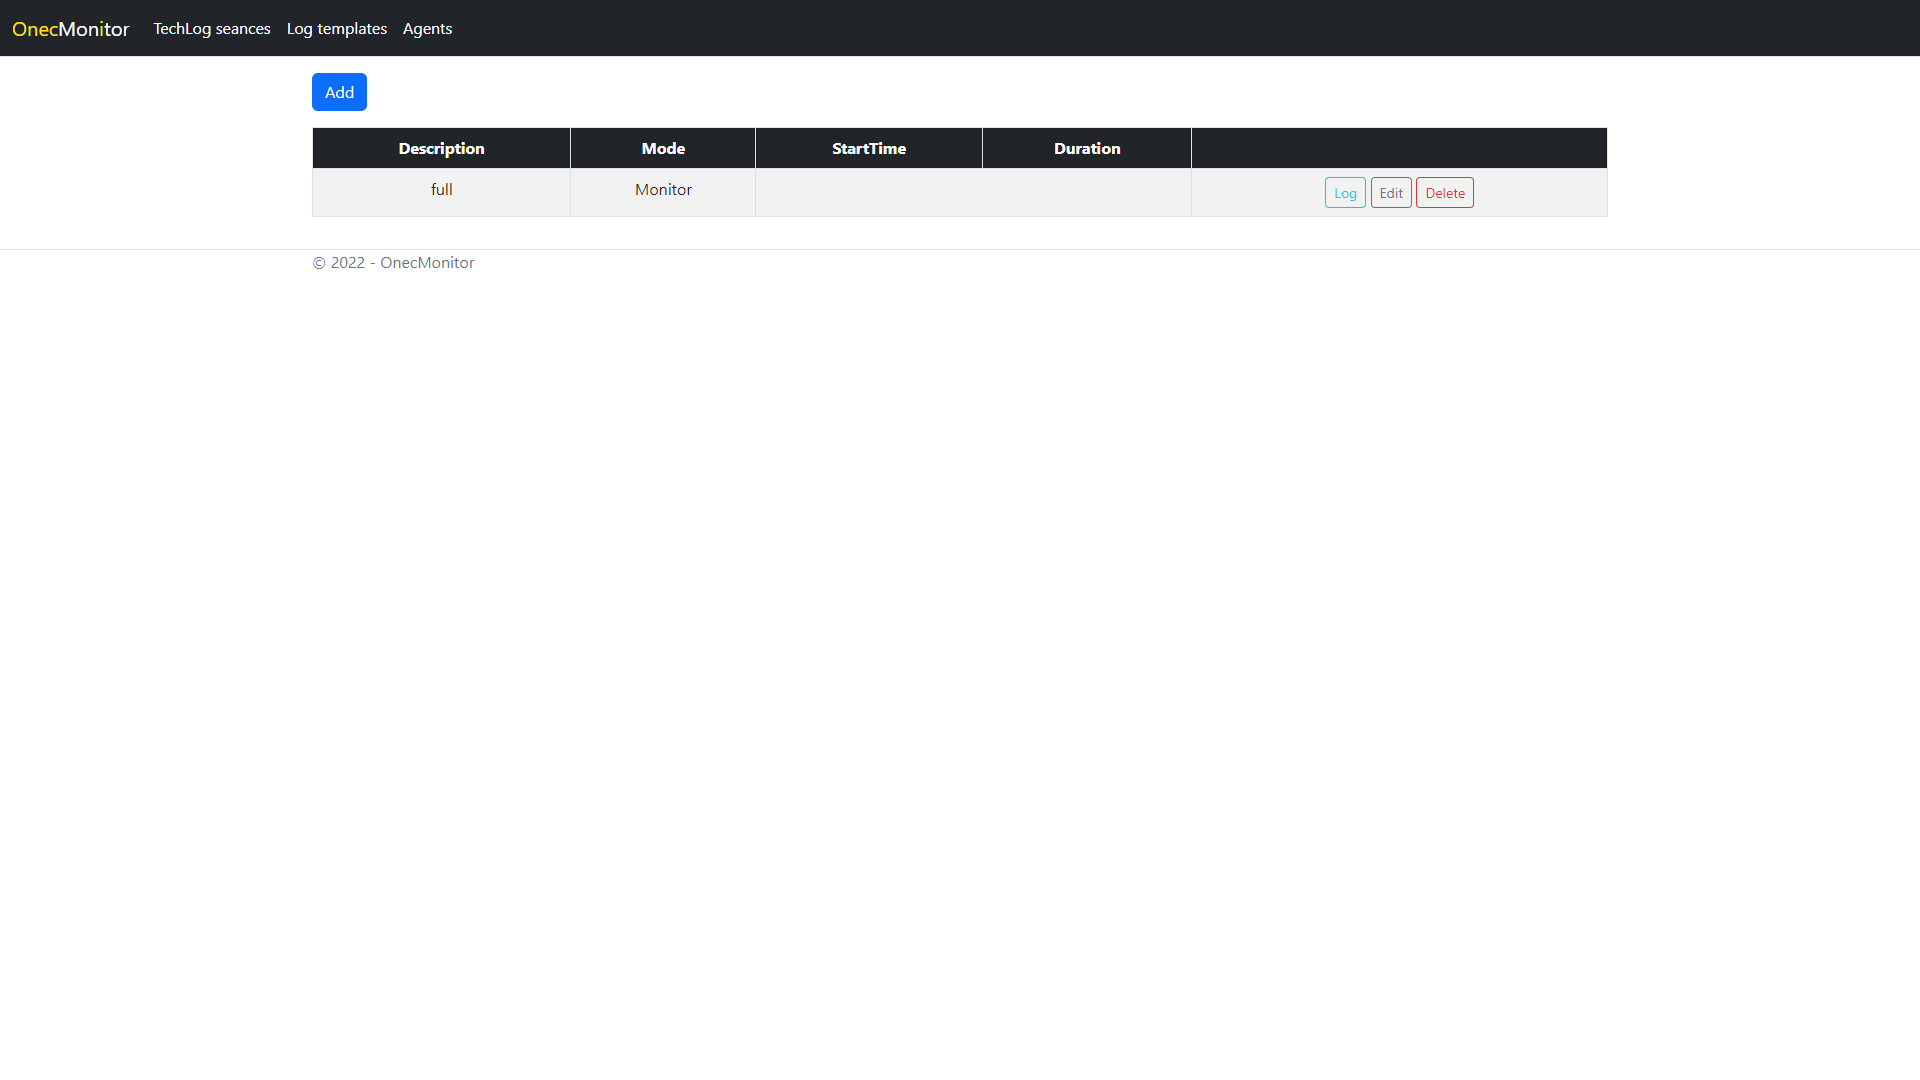 OnecMonitor TechLog seances Log templates Agents
Add
Description Mode StartTime Duration
full Monitor Log Edit Delete
© 2022 - OnecMonitor